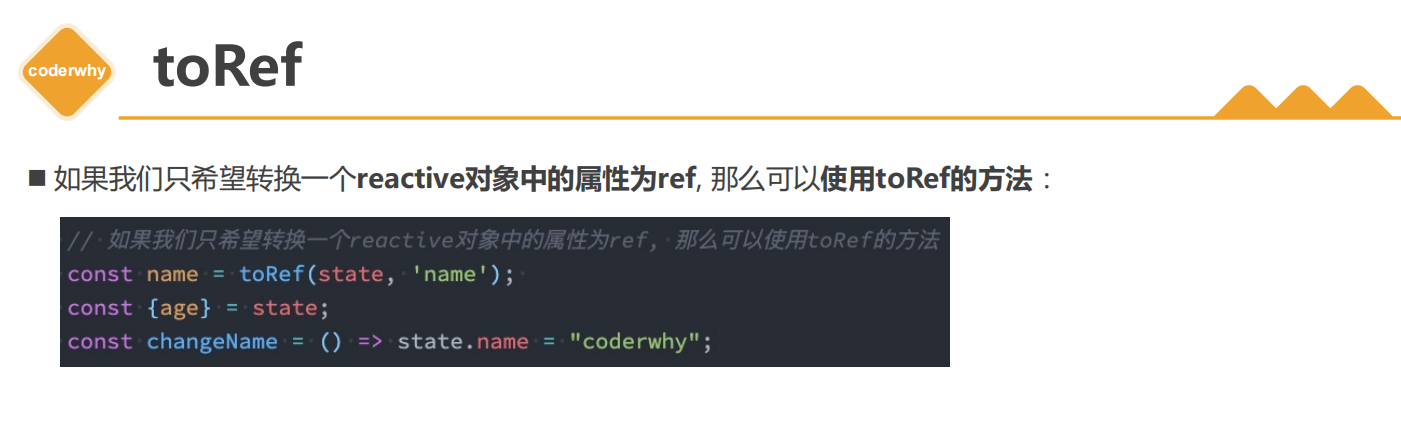 coderwhy
toRef
■ 如果我们只希望转换一个reactive对象中的属性为ref, 那么可以使用toRef的方法：
// 如果我们只希望转换一个reactive对象中的属性为ref, 那么可以使用toRef的方法
const name = toRef(state, 'name');
const {age} = state;
const changeName = () => state.name = "coderwhy";